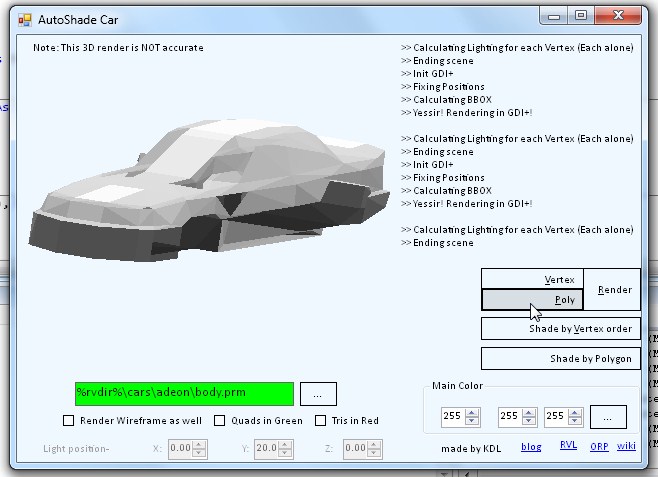 AutoShade Car
Note: This 3D render is NOT accurate
>> Calculating Lighting for each Vertex (Each alone)
>> Ending scene
>> Init GDI+
>> Fixing Positions
>> Calculating BBOX
>> Yessir! Rendering in GDI+!
>> Calculating Lighting for each Vertex (Each alone)
>> Ending scene
>> Init GDI+
>> Fixing Positions
>> Calculating BBOX
>> Yessir! Rendering in GDI+!
>> Calculating Lighting for each Vertex (Each alone)
>> Ending scene
Vertex
Poly
Render
Shade by Vertex order
Shade by Polygon
%rvdir%\cars\adeon\body.prm
...
Render Wireframe as well
Quads in Green
Tris in Red
Light position-
X: 0.00
Y: 20.0
Z: 0.00
Main Color
255
255
255
...
made by KDL
blog
RVL
ORP
wiki